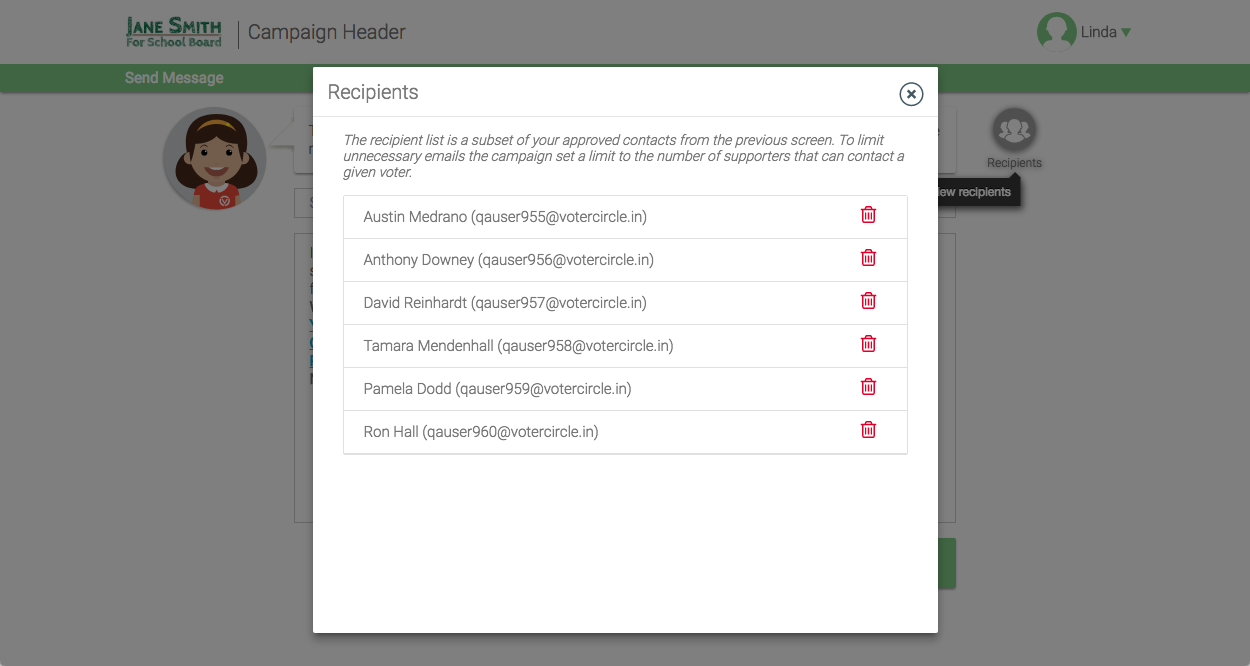 JANE SMITH
For School Board
Campaign Header
Linda
Send Message
Recipients
The recipient list is a subset of your approved contacts from the previous screen. To limit
unnecessary emails the campaign set a limit to the number of supporters that can contact a
given voter.
Austin Medrano (qauser955@votercircle.in)
Anthony Downey (qauser956@votercircle.in)
David Reinhardt (qauser957@votercircle.in)
Tamara Mendenhall (qauser958@votercircle.in)
Pamela Dodd (qauser959@votercircle.in)
Ron Hall (qauser960@votercircle.in)
Recipients
recipients